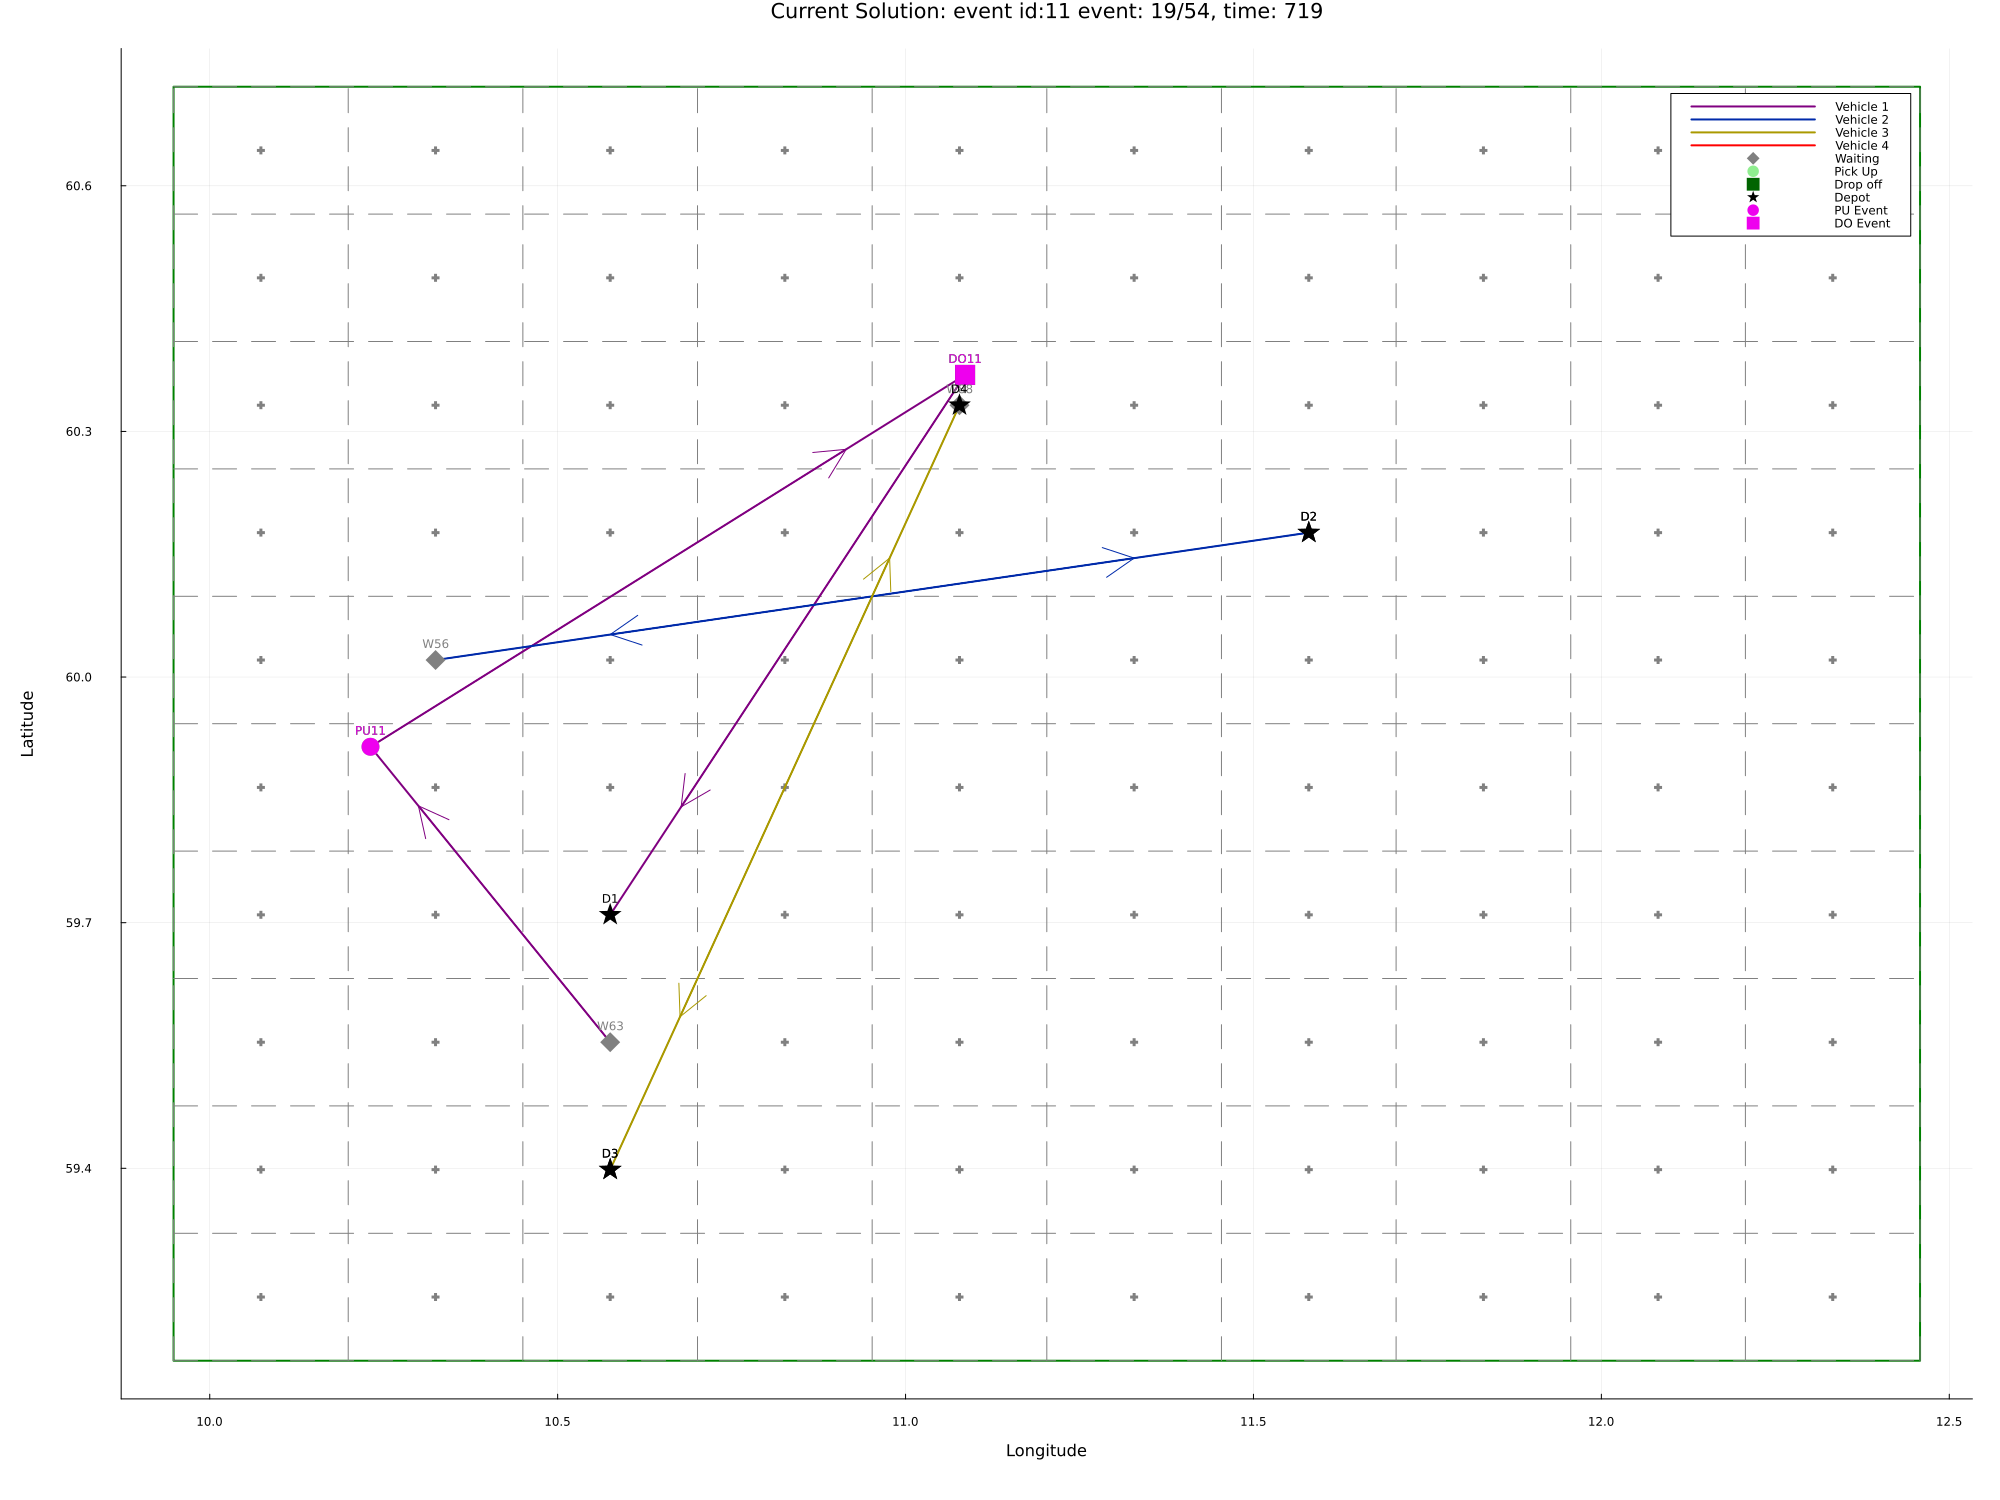 Current Solution: event id:11 event: 19/54, time: 719
Vehicle 1
Vehicle 2
Vehicle 3
Vehicle 4
Waiting
Pick Up
Drop off
Depot
PU Event
DO Event
60.6
DO11
D4
60.3
D2
W56
60.0
Latitude
PU11
D1
59.7
W63
D3
59.4
10.0
10.5
11.0
11.5
12.0
12.5
Longitude